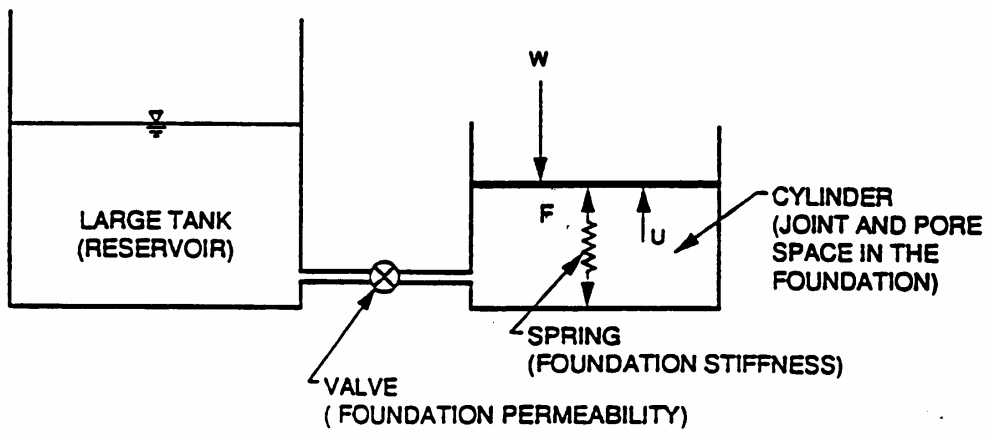 W
LARGE TANK
(RESERVOIR)
F
U
CYLINDER
(JOINT AND PORE
SPACE IN THE
FOUNDATION)
SPRING
(FOUNDATION STIFFNESS)
VALVE
( FOUNDATION PERMEABILITY)